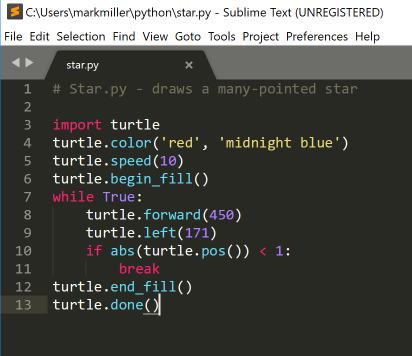 C:\Users\markmiller\python\star.py - Sublime Text (UNREGISTERED)
File Edit Selection Find View Goto Tools Project Preferences Help
star.py ×
1 # Star.py - draws a many-pointed star
2
3 import turtle
4 turtle.color('red', 'midnight blue')
5 turtle.speed(10)
6 turtle.begin_fill()
7 while True:
8     turtle.forward(450)
9     turtle.left(171)
10     if abs(turtle.pos()) < 1:
11         break
12 turtle.end_fill()
13 turtle.done()